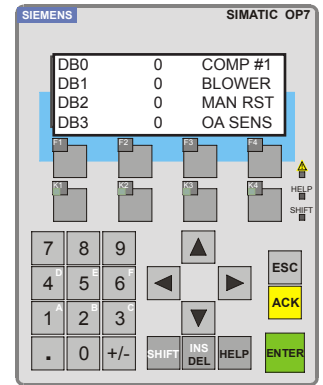 SIEMENS SIMATIC OP7
DB0 0 COMP #1
DB1 0 BLOWER
DB2 0 MAN RST
DB3 0 OA SENS
F1 F2 F3 F4
K1 K2 K3 K4
HELP
SHIFT
7 8 9
ESC
4 D 5 E 6 F
ACK
1 A 2 B 3 C
. 0 +/- SHIFT INS DEL HELP ENTER